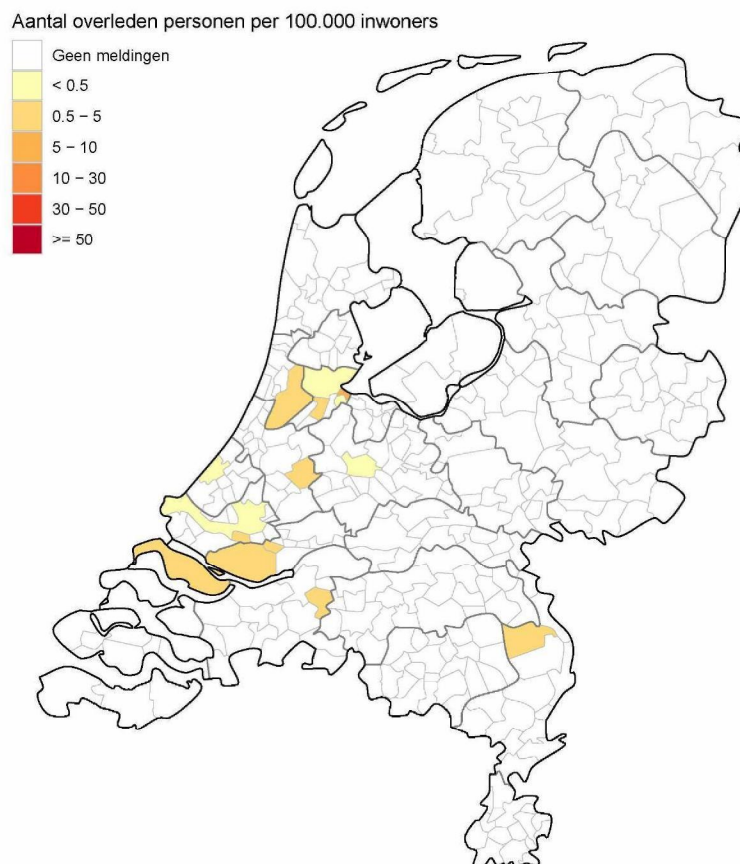 Aantal overleden personen per 100.000 inwoners
Geen meldingen
< 0.5
0.5 − 5
5 − 10
10 − 30
30 − 50
>= 50